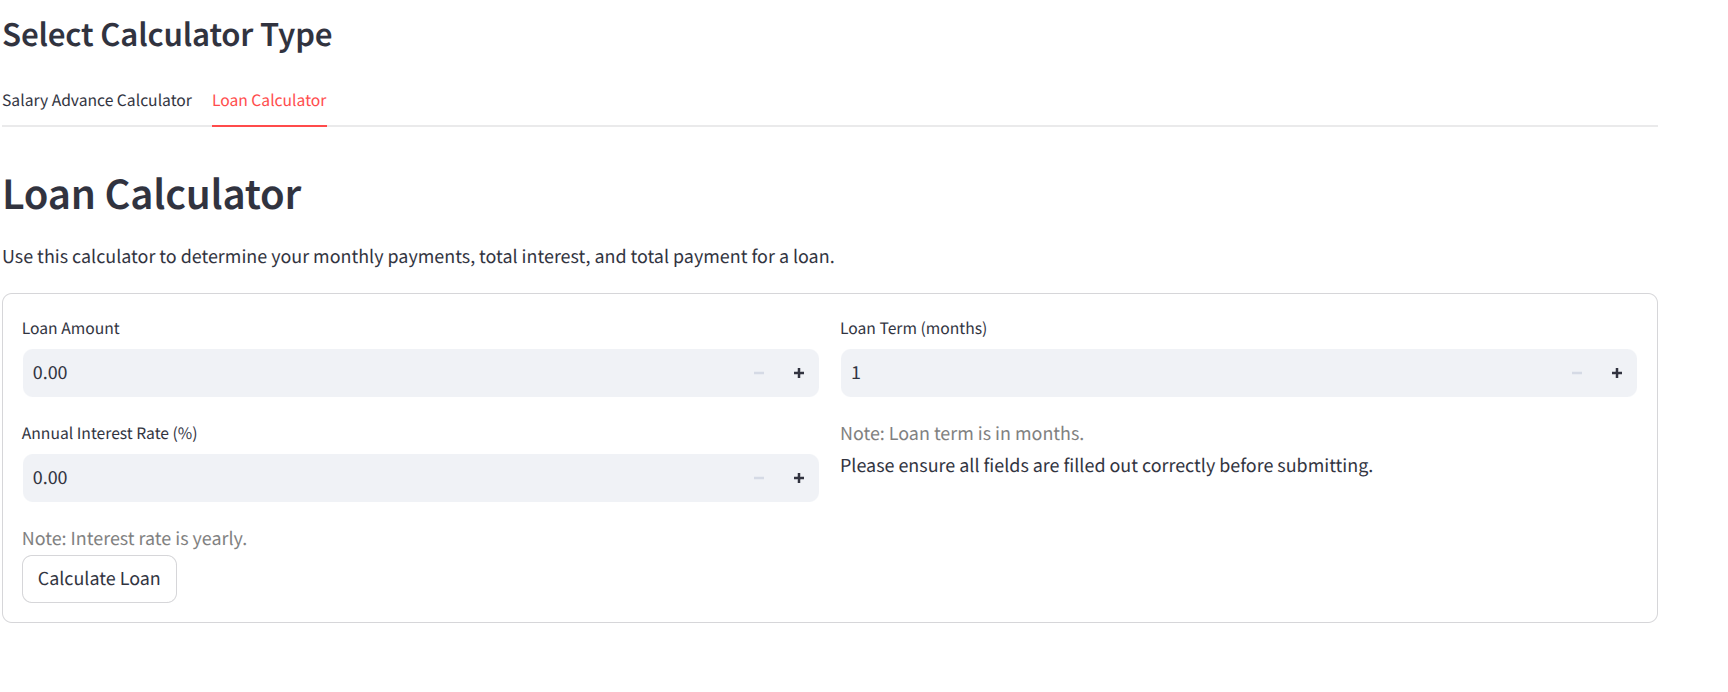 Select Calculator Type
Salary Advance Calculator Loan Calculator
Loan Calculator
Use this calculator to determine your monthly payments, total interest, and total payment for a loan.
Loan Amount
0.00 − +
Loan Term (months)
1 − +
Annual Interest Rate (%)
0.00 − +
Note: Loan term is in months.
Please ensure all fields are filled out correctly before submitting.
Note: Interest rate is yearly.
Calculate Loan